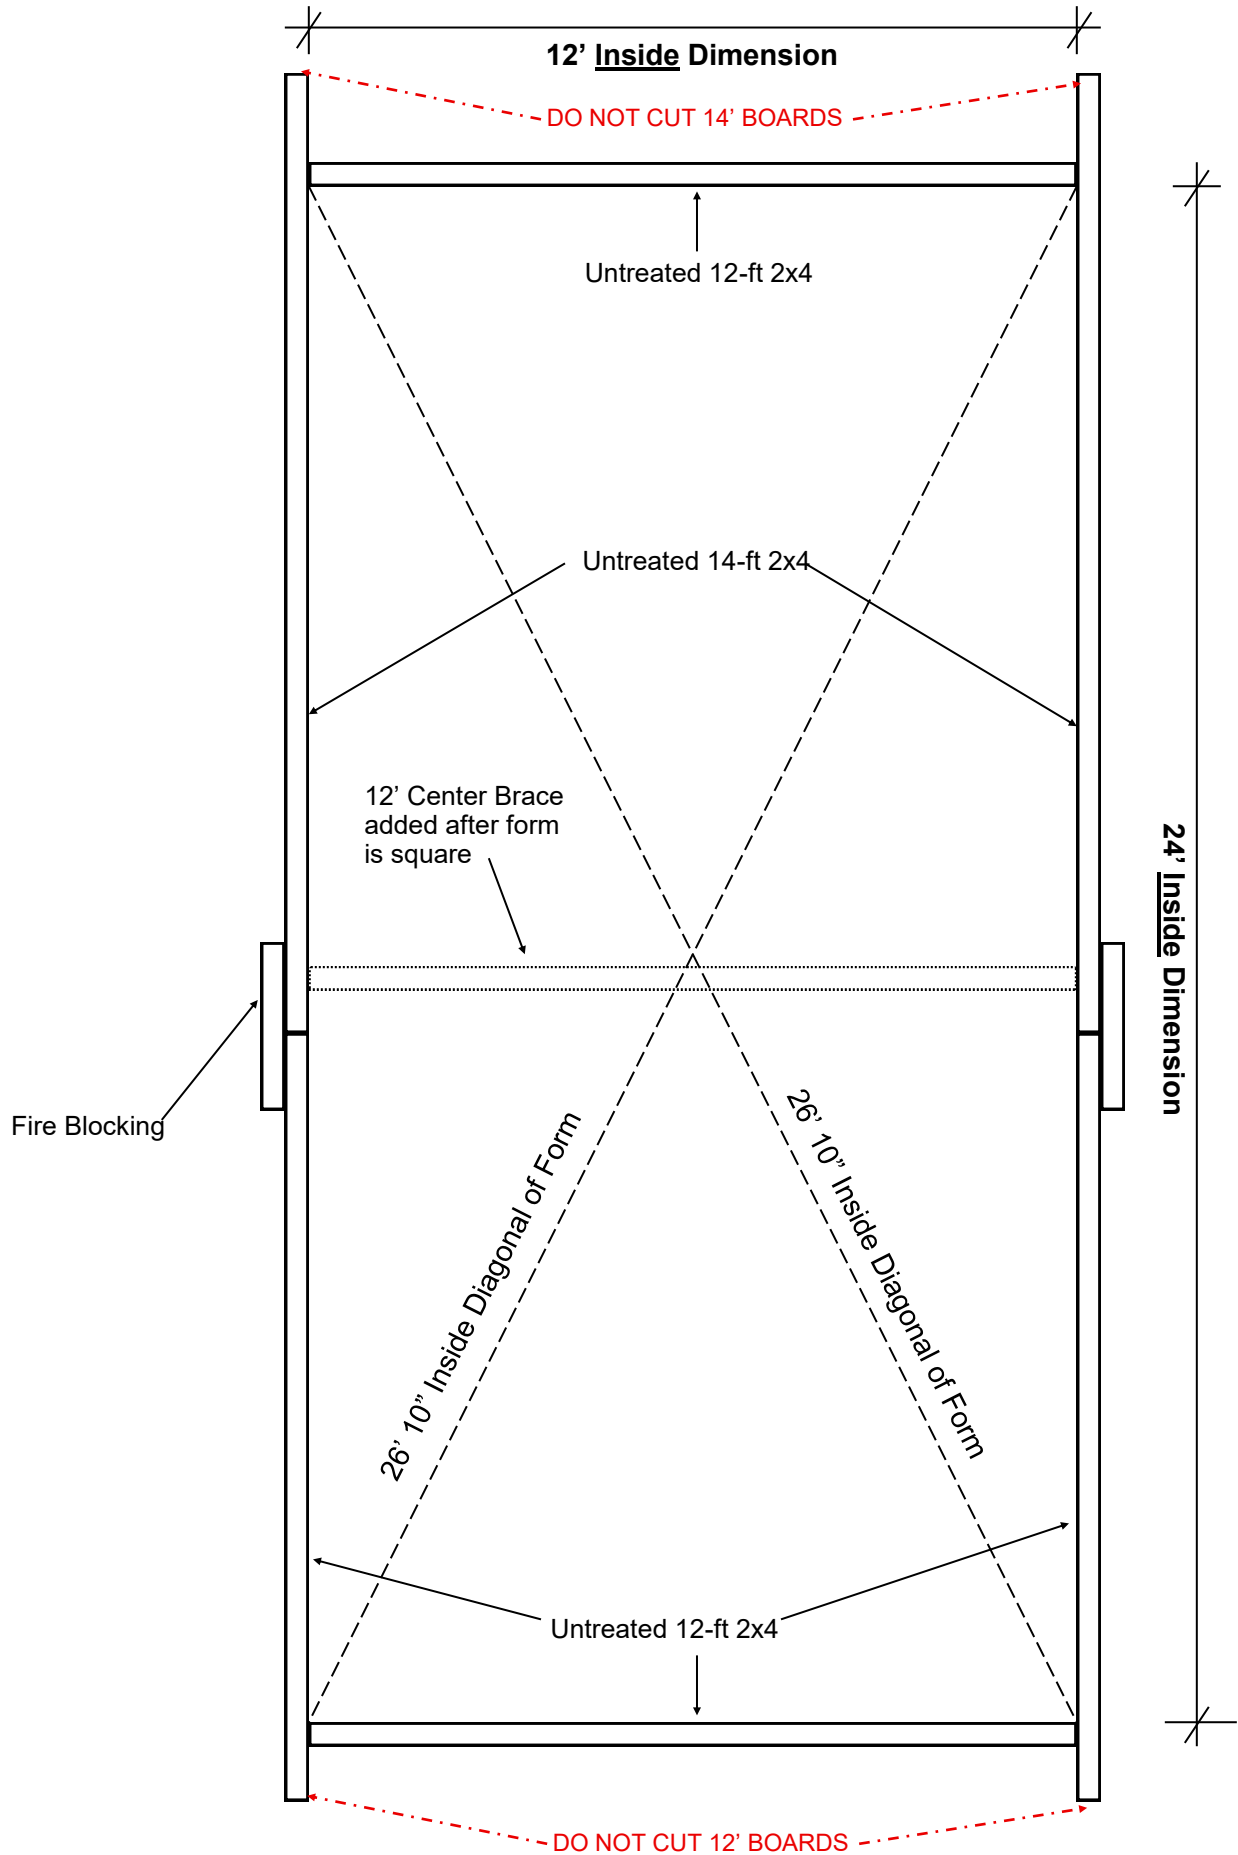 12’ Inside Dimension
DO NOT CUT 14’ BOARDS
Untreated 12-ft 2x4
Untreated 14-ft 2x4
12’ Center Brace
added after form
is square
24’ Inside Dimension
Fire Blocking
26’ 10” Inside Diagonal of Form
26’ 10” Inside Diagonal of Form
Untreated 12-ft 2x4
DO NOT CUT 12’ BOARDS